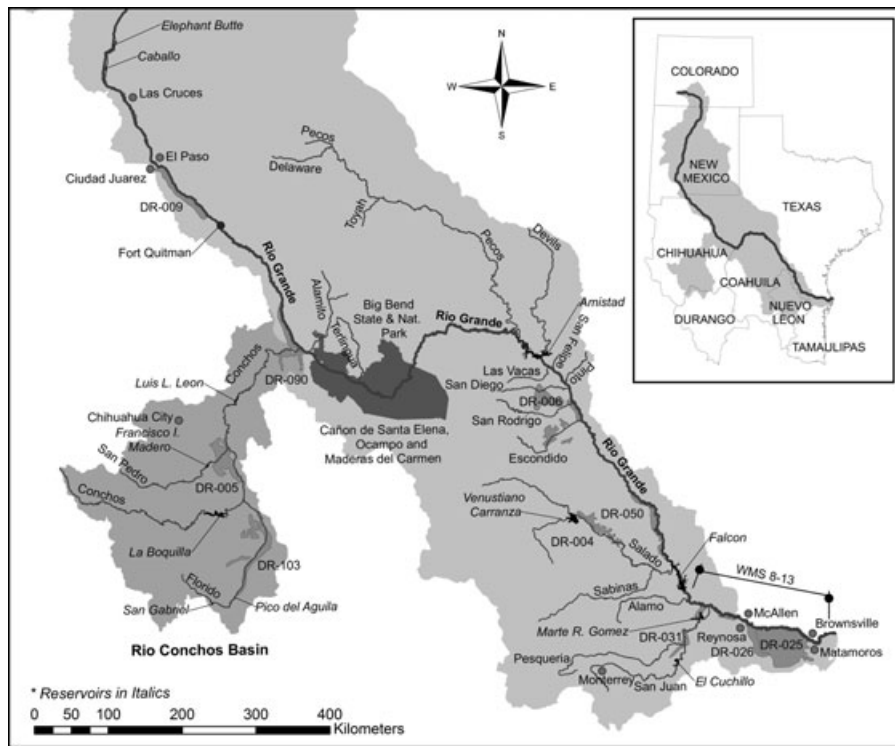 Elephant Butte
Caballo
Las Cruces
El Paso
Ciudad Juarez
DR-009
Fort Quitman
Rio Grande
N
W
E
S
Pecos
Delaware
Toyah
Pecos
Devils
COLORADO
NEW
MEXICO
TEXAS
CHIHUAHUA
COAHUILA
NUEVO
LEON
DURANGO
TAMAULIPAS
Alamito
Terlingua
Big Bend
State & Nat.
Park
Rio Grande
Amistad
San Felipe
Pinto
Las Vacas
San Diego
DR-006
San Rodrigo
Escondido
Conchos
DR-090
Luis L. Leon
Chihuahua City
Francisco I.
Madero
San Pedro
DR-005
Conchos
La Boquilla
DR-103
Florido
San Gabriel
Pico del Aguila
Rio Conchos Basin
Cañon de Santa Elena,
Ocampo and
Maderas del Carmen
Rio Grande
Venustiano
Carranza
DR-050
DR-004
Salado
Falcon
WMS 8-13
Sabinas
Alamo
McAllen
Brownsville
Marte R. Gomez
DR-031
Reynosa
DR-026
DR-025
Matamoros
Pesqueria
Monterrey
San Juan
El Cuchillo
* Reservoirs in Italics
0 50 100 200 300 400
Kilometers